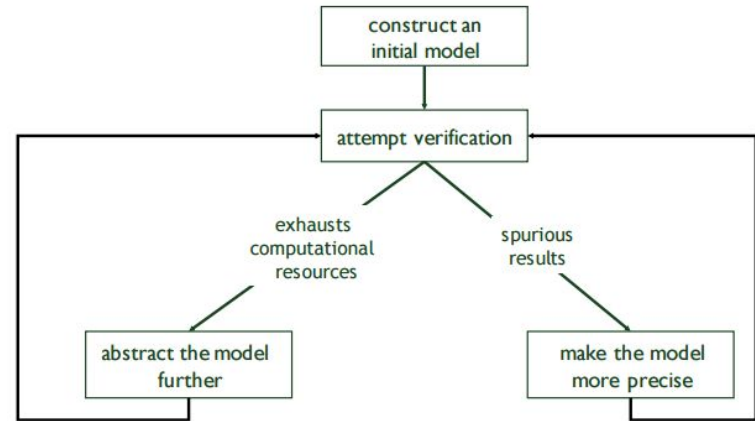 construct an
initial model
attempt verification
exhausts
computational
resources
spurious
results
abstract the model
further
make the model
more precise